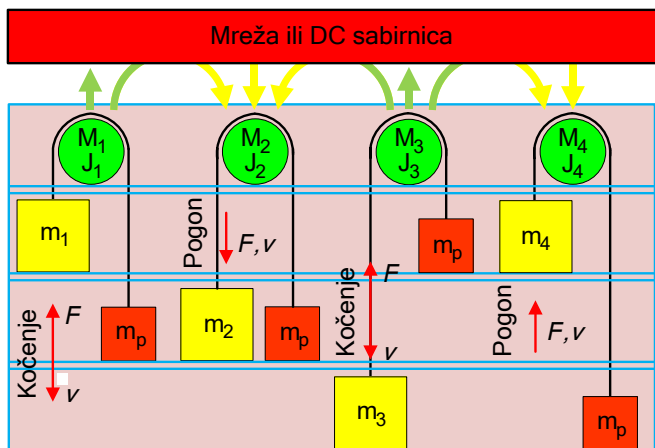 Mreža ili DC sabirnica
M1
J1
M2
J2
M3
J3
M4
J4
m1
Pogon
F,v
mp
m4
Kočenje
F
v
mp
m2
mp
Kočenje
F
v
Pogon
F,v
m3
mp